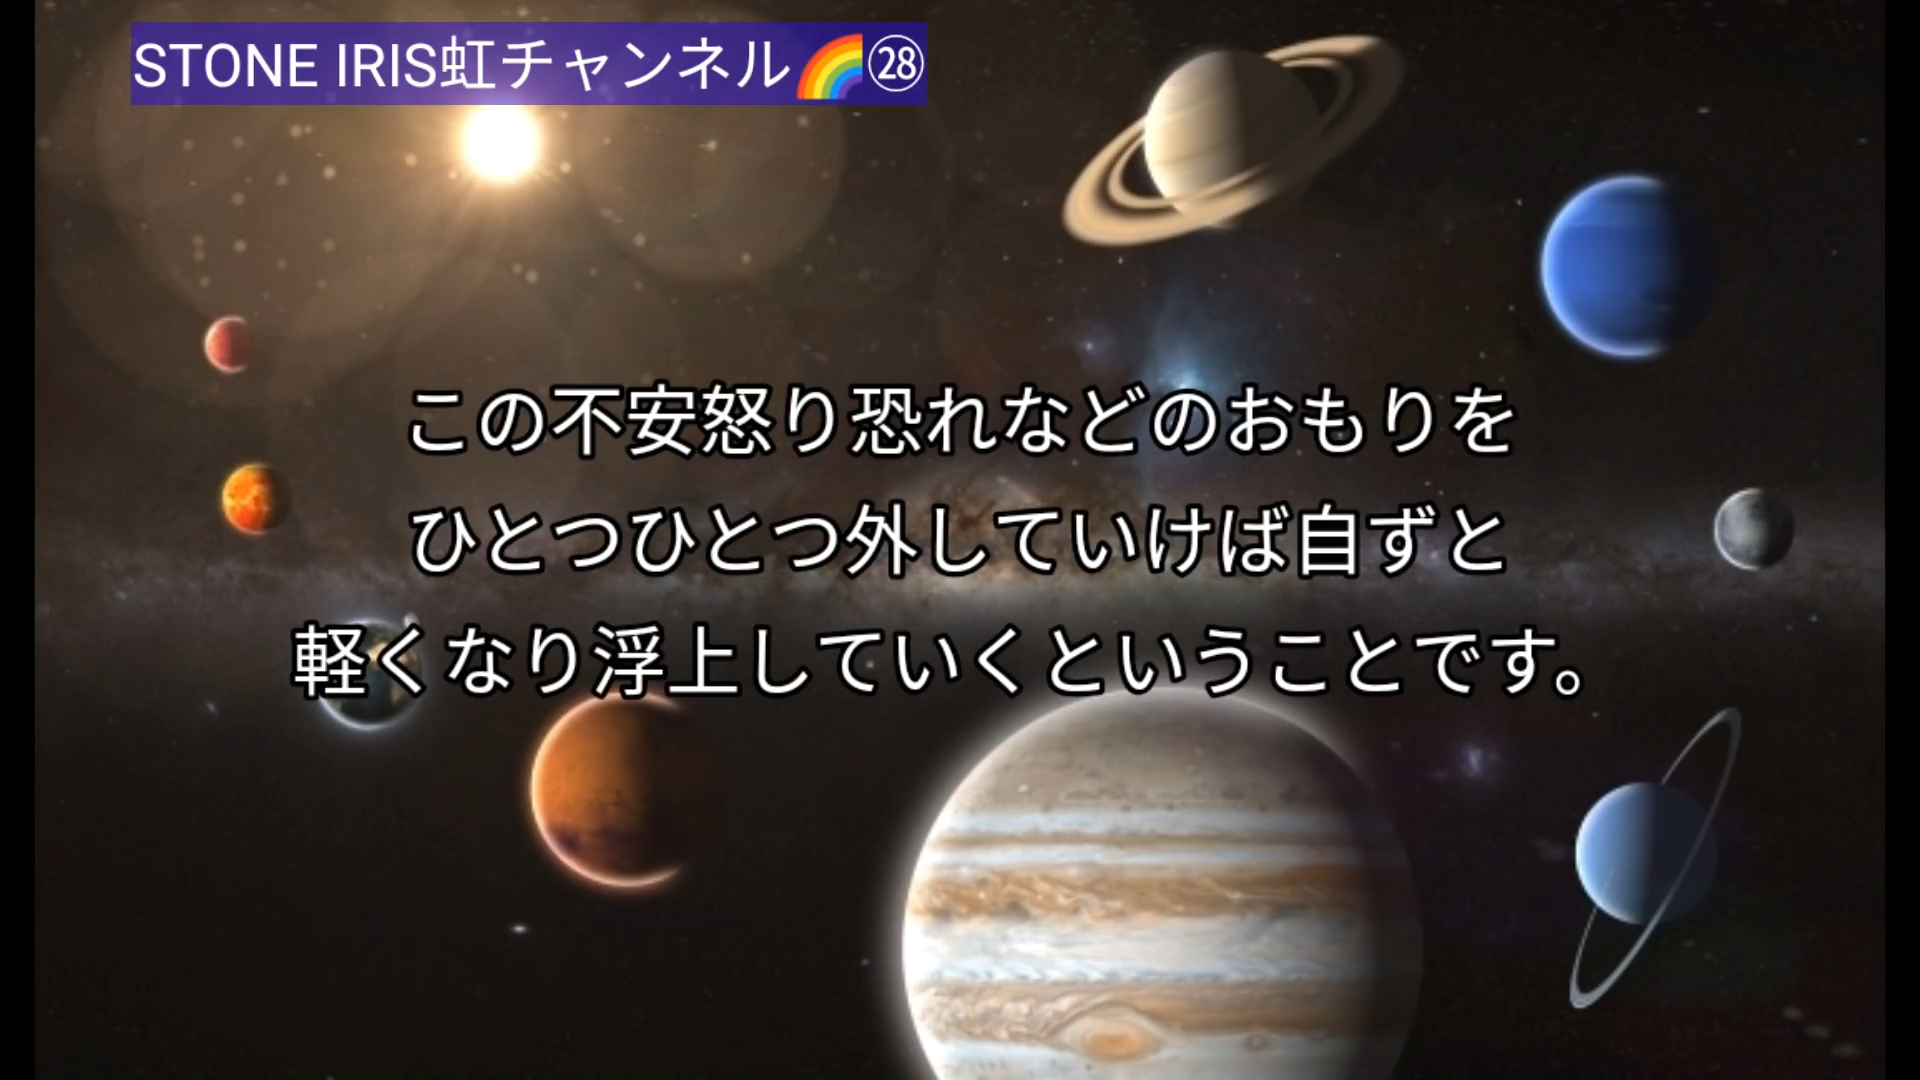 STONE IRIS虹チャンネル🌈㉘
この不安怒り恐れなどのおもりを
ひとつひとつ外していけば自ずと
軽くなり浮上していくということです。